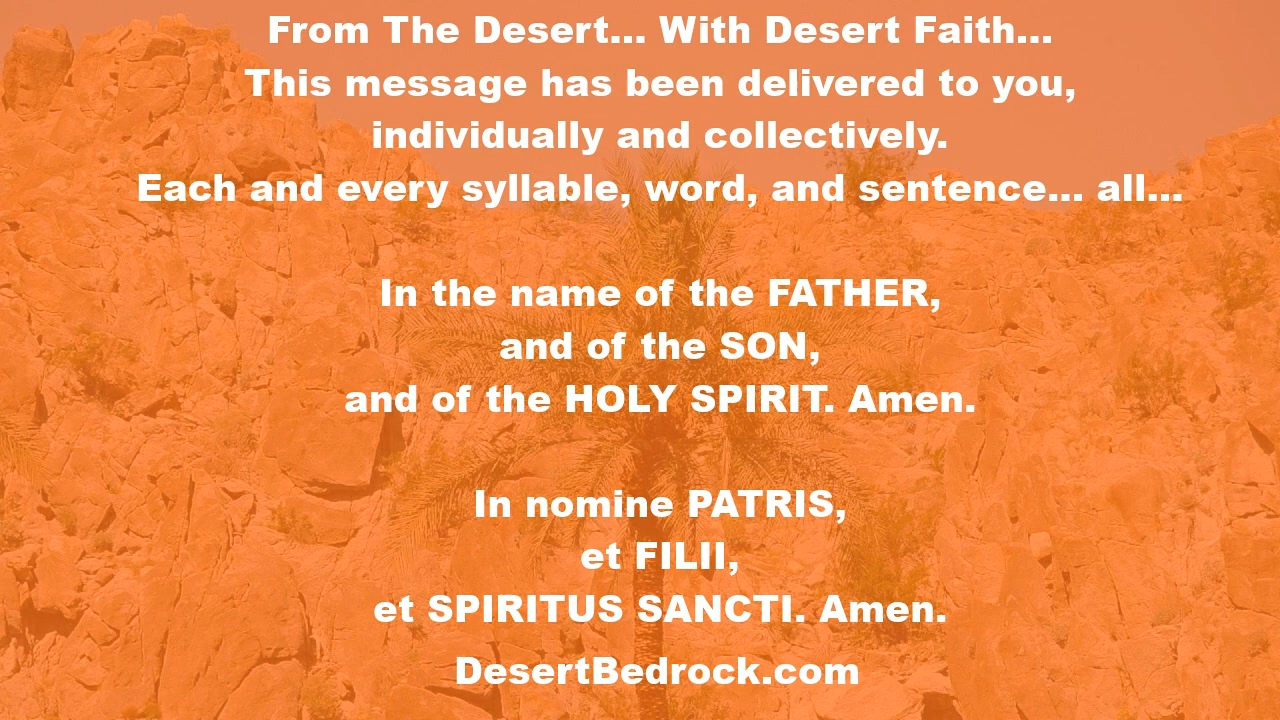 From The Desert... With Desert Faith...
This message has been delivered to you,
individually and collectively.
Each and every syllable, word, and sentence... all...
In the name of the FATHER,
and of the SON,
and of the HOLY SPIRIT. Amen.
In nomine PATRIS,
et FILII,
et SPIRITUS SANCTI. Amen.
DesertBedrock.com